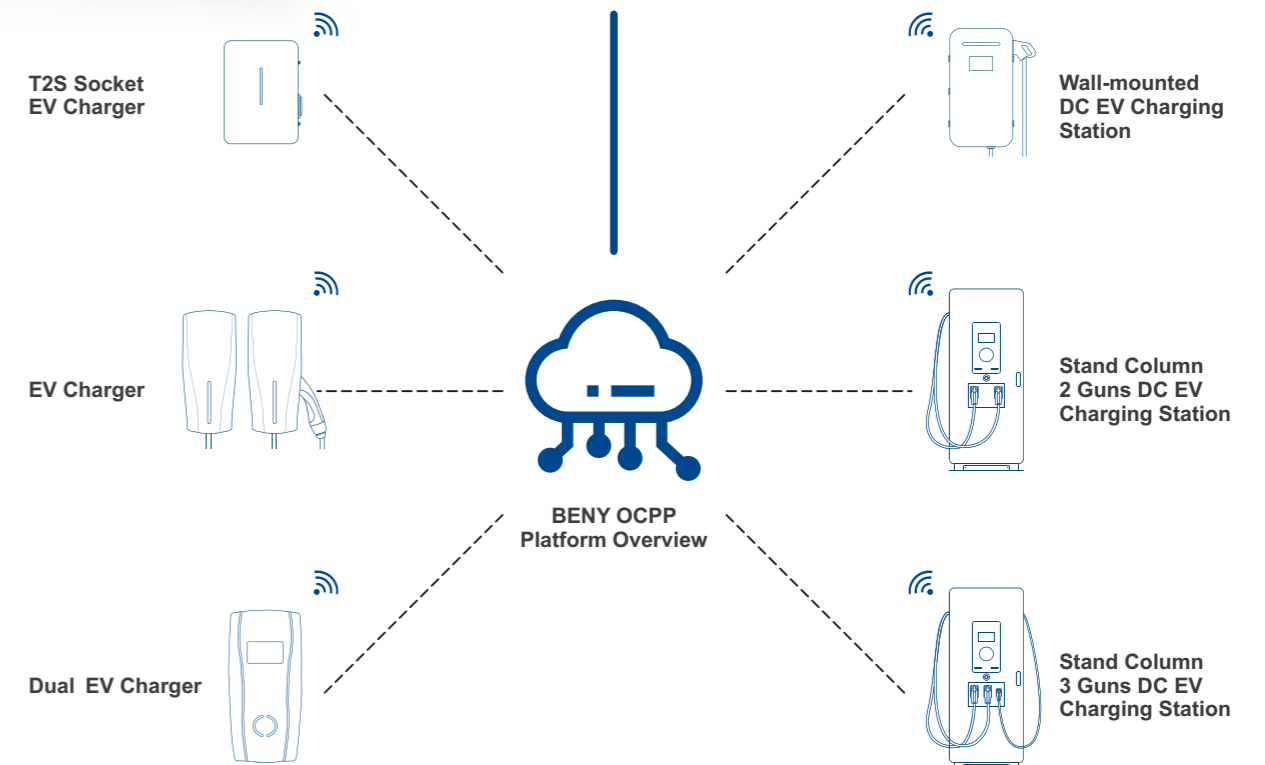 T2S Socket
EV Charger
Wall-mounted
DC EV Charging
Station
EV Charger
Stand Column
2 Guns DC EV
Charging Station
BENY OCPP
Platform Overview
Dual EV Charger
Stand Column
3 Guns DC EV
Charging Station